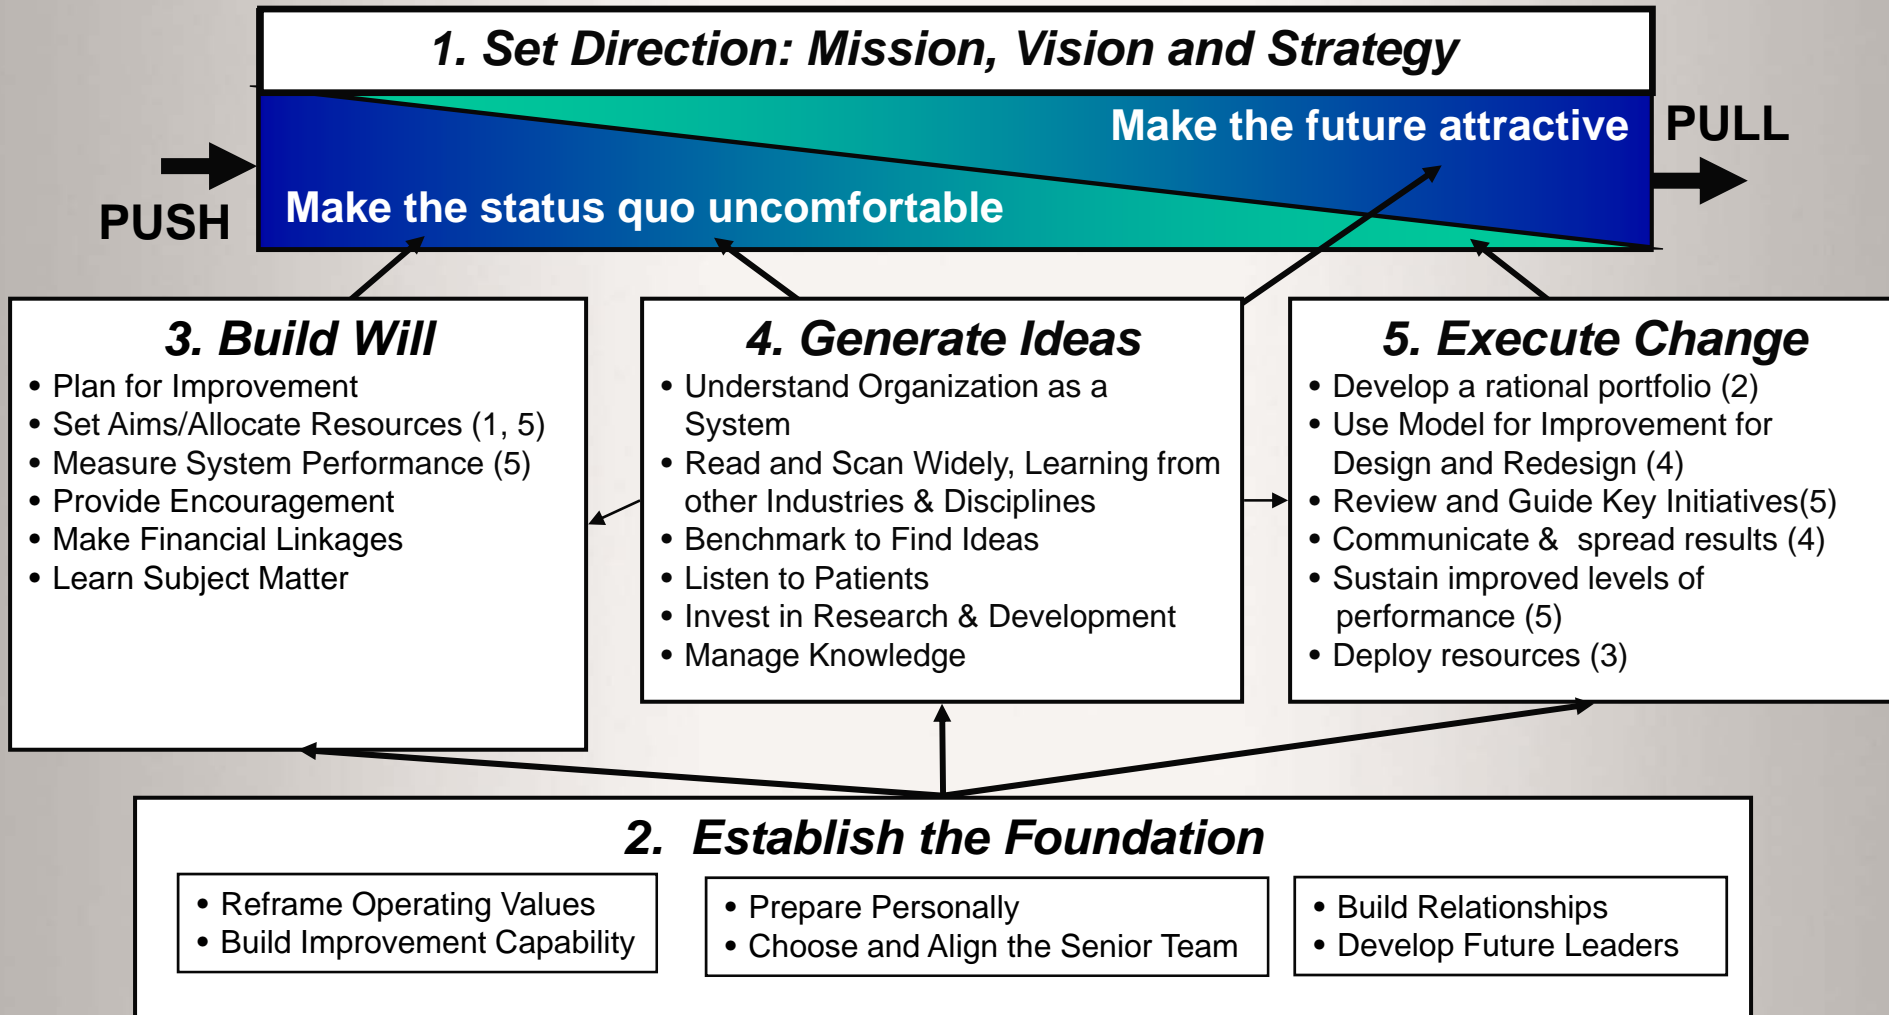 1. Set Direction: Mission, Vision and Strategy
Make the future attractive
PULL
PUSH
Make the status quo uncomfortable
3. Build Will
• Plan for Improvement
• Set Aims/Allocate Resources (1, 5)
• Measure System Performance (5)
• Provide Encouragement
• Make Financial Linkages
• Learn Subject Matter
4. Generate Ideas
• Understand Organization as a
System
• Read and Scan Widely, Learning from
other Industries & Disciplines
• Benchmark to Find Ideas
• Listen to Patients
• Invest in Research & Development
• Manage Knowledge
5. Execute Change
• Develop a rational portfolio (2)
• Use Model for Improvement for
Design and Redesign (4)
• Review and Guide Key Initiatives(5)
• Communicate &  spread results (4)
• Sustain improved levels of
performance (5)
• Deploy resources (3)
2.  Establish the Foundation
• Reframe Operating Values
• Build Improvement Capability
• Prepare Personally
• Choose and Align the Senior Team
• Build Relationships
• Develop Future Leaders